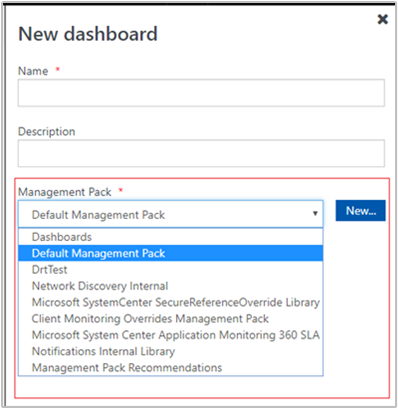 New dashboard
Name *
Description
Management Pack *
Default Management Pack
New...
Dashboards
Default Management Pack
DrtTest
Network Discovery Internal
Microsoft SystemCenter SecureReferenceOverride Library
Client Monitoring Overrides Management Pack
Microsoft System Center Application Monitoring 360 SLA
Notifications Internal Library
Management Pack Recommendations